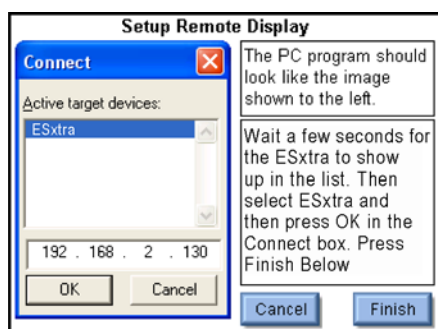 Setup Remote Display
Connect
Active target devices:
ESxtra
192 . 168 . 2 . 130
OK
Cancel
The PC program should
look like the image
shown to the left.
Wait a few seconds for
the ESxtra to show
up in the list. Then
select ESxtra and
then press OK in the
Connect box. Press
Finish Below
Cancel
Finish